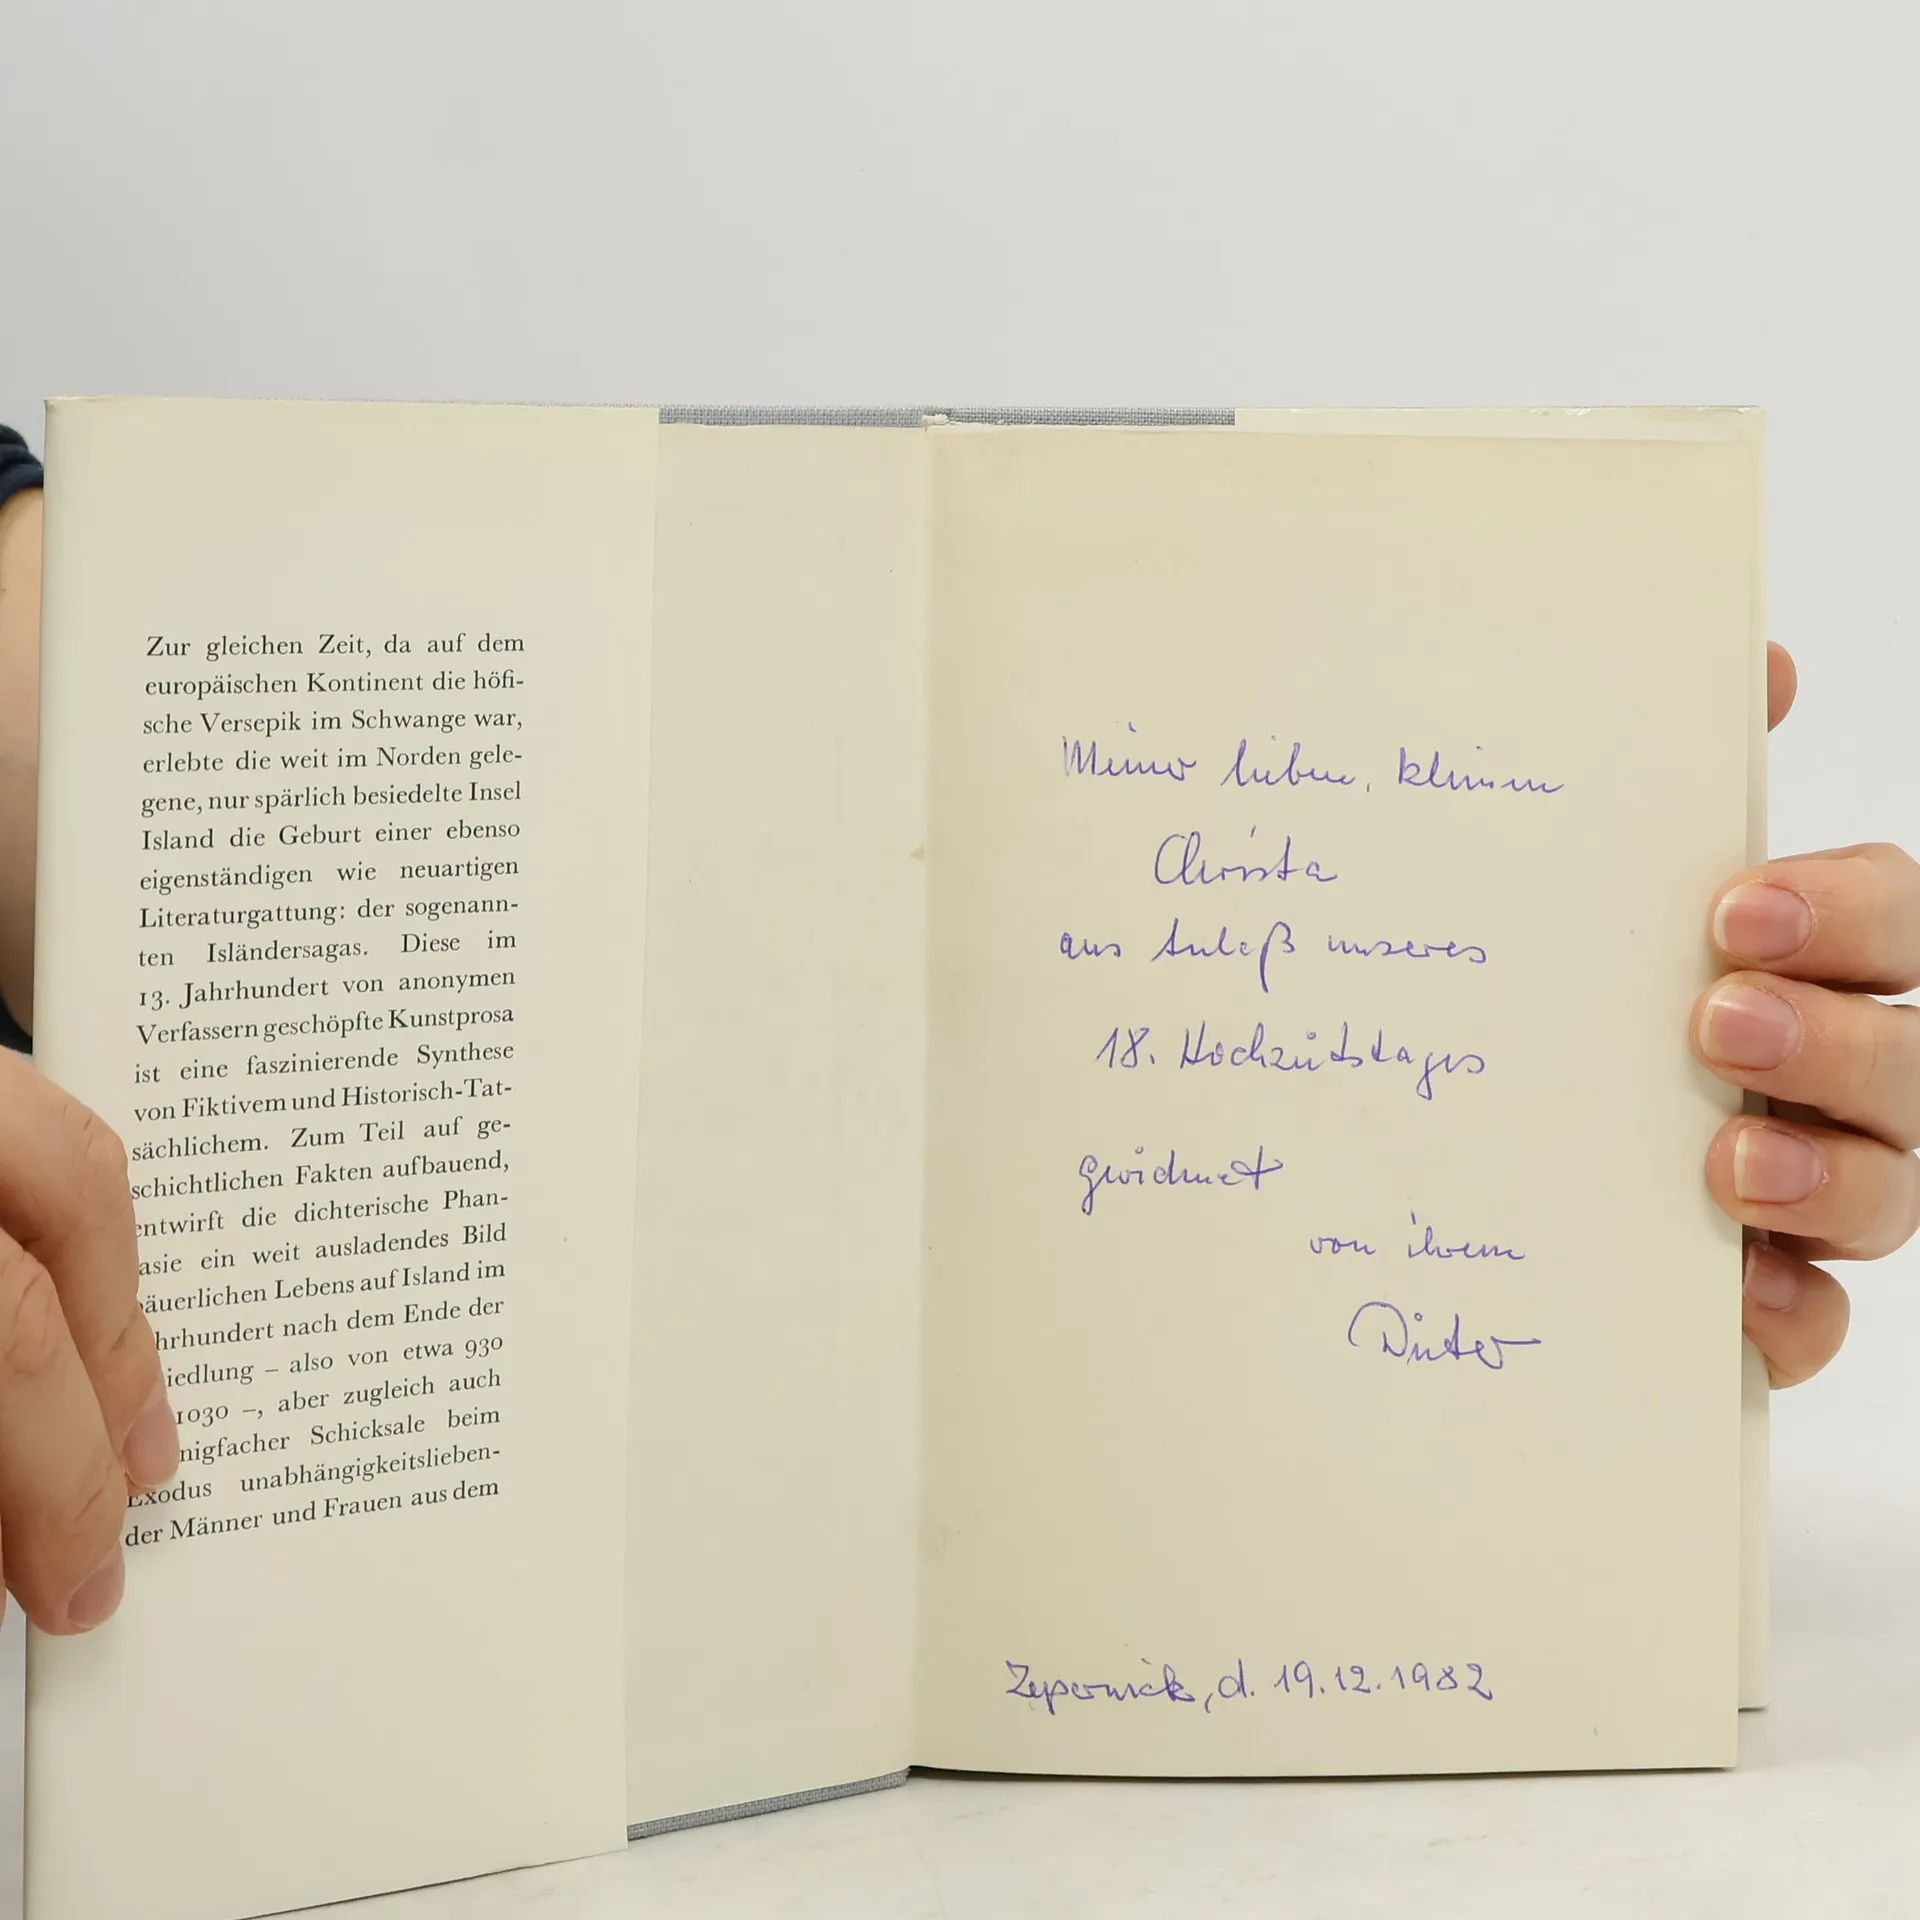 Zur gleichen Zeit, da auf dem
europäischen Kontinent die höfi-
sche Versepik im Schwange war,
erlebte die weit im Norden gele-
gene, nur spärlich besiedelte Insel
Island die Geburt einer ebenso
eigenständigen wie neuartigen
Literaturgattung: der sogenann-
ten Isländersagas. Diese im
13. Jahrhundert von anonymen
Verfassern geschöpfte Kunstprosa
ist eine faszinierende Synthese
von Fiktivem und Historisch-Tat-
sächlichem. Zum Teil auf ge-
schichtlichen Fakten aufbauend,
entwirft die dichterische Phan-
asie ein weit ausladendes Bild
äuerlichen Lebens auf Island im
hrhundert nach dem Ende der
iedlung – also von etwa 930
1030 –, aber zugleich auch
nigfacher Schicksale beim
Exodus unabhängigkeitslieben-
der Männer und Frauen aus dem
Meiner lieben, kleinen
Christa
aus Anlaß unseres
18. Hochzeitstages
gewidmet
von ihrem
Dieter
Zepernick, d. 19.12.1982